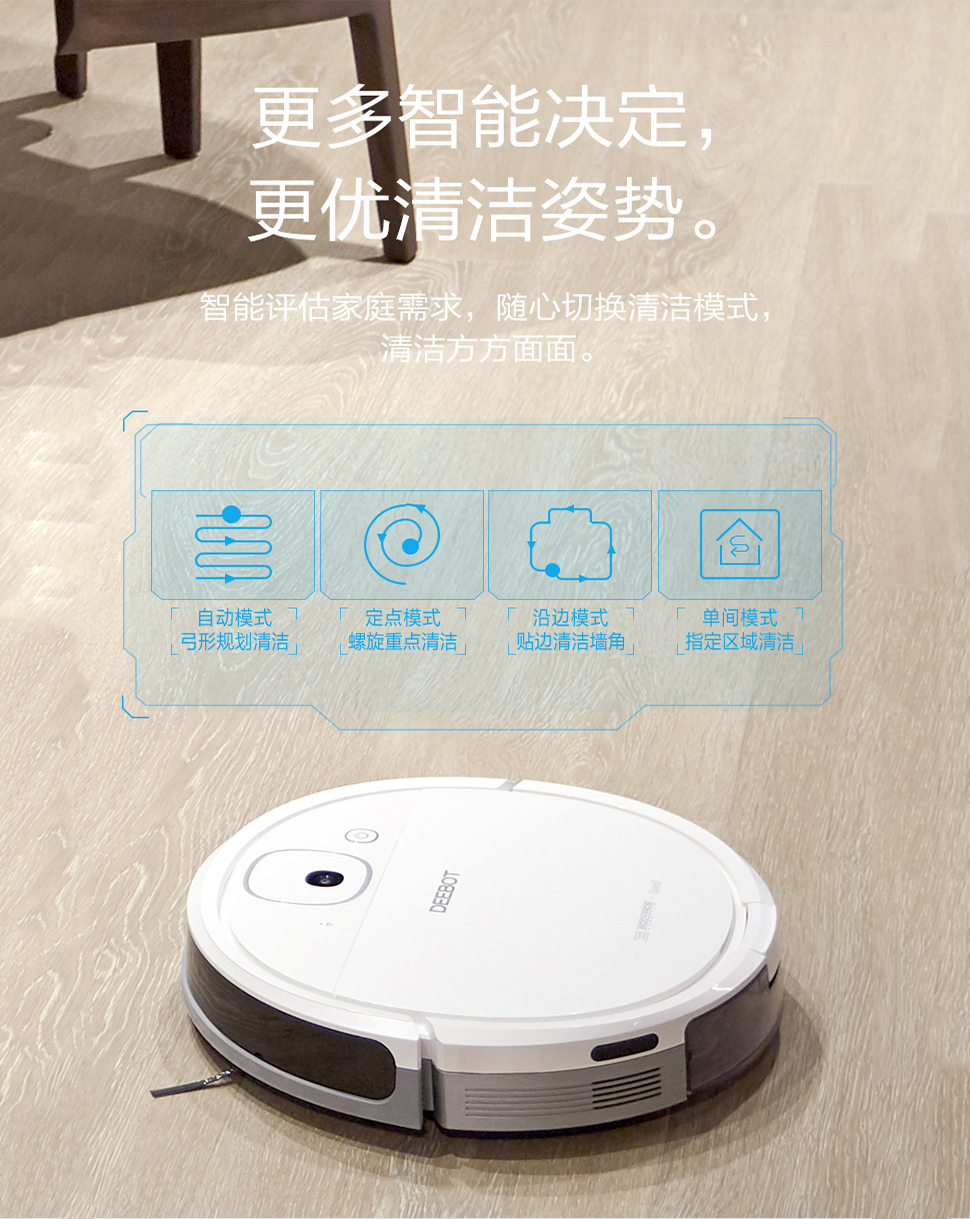 更多智能决定，
更优清洁姿势。
智能评估家庭需求，随心切换清洁模式，
清洁方方面面。
自动模式
弓形规划清洁
定点模式
螺旋重点清洁
沿边模式
贴边清洁墙角
单间模式
指定区域清洁
DEEBOT